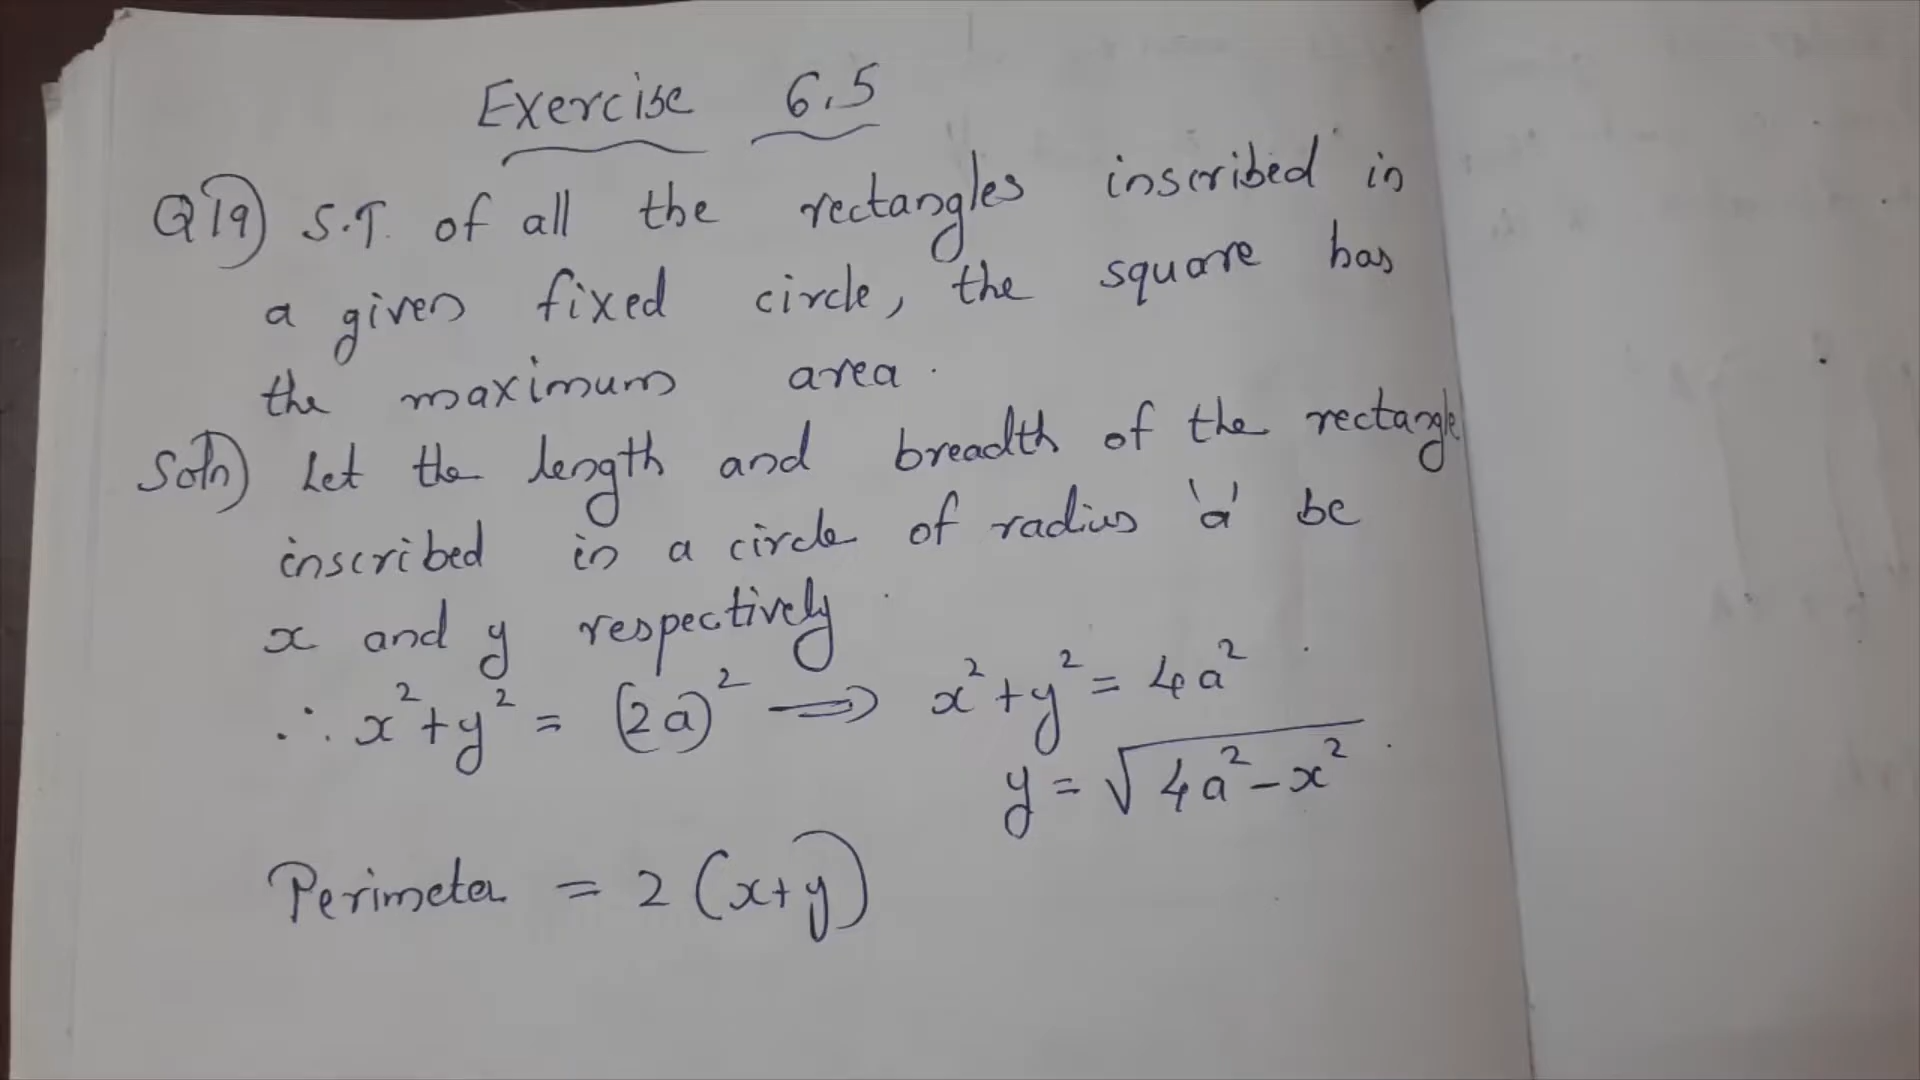 Exercise 6.5
Q19) S.T. of all the rectangles inscribed in
a given fixed circle, the square has
the maximum area.
Soln) Let the length and breadth of the rectangle
inscribed in a circle of radius 'a' be
x and y respectively
∴ x²+y² = (2a)² ⟹ x²+y² = 4a²
y = √(4a²-x²)
Perimeter = 2 (x+y)